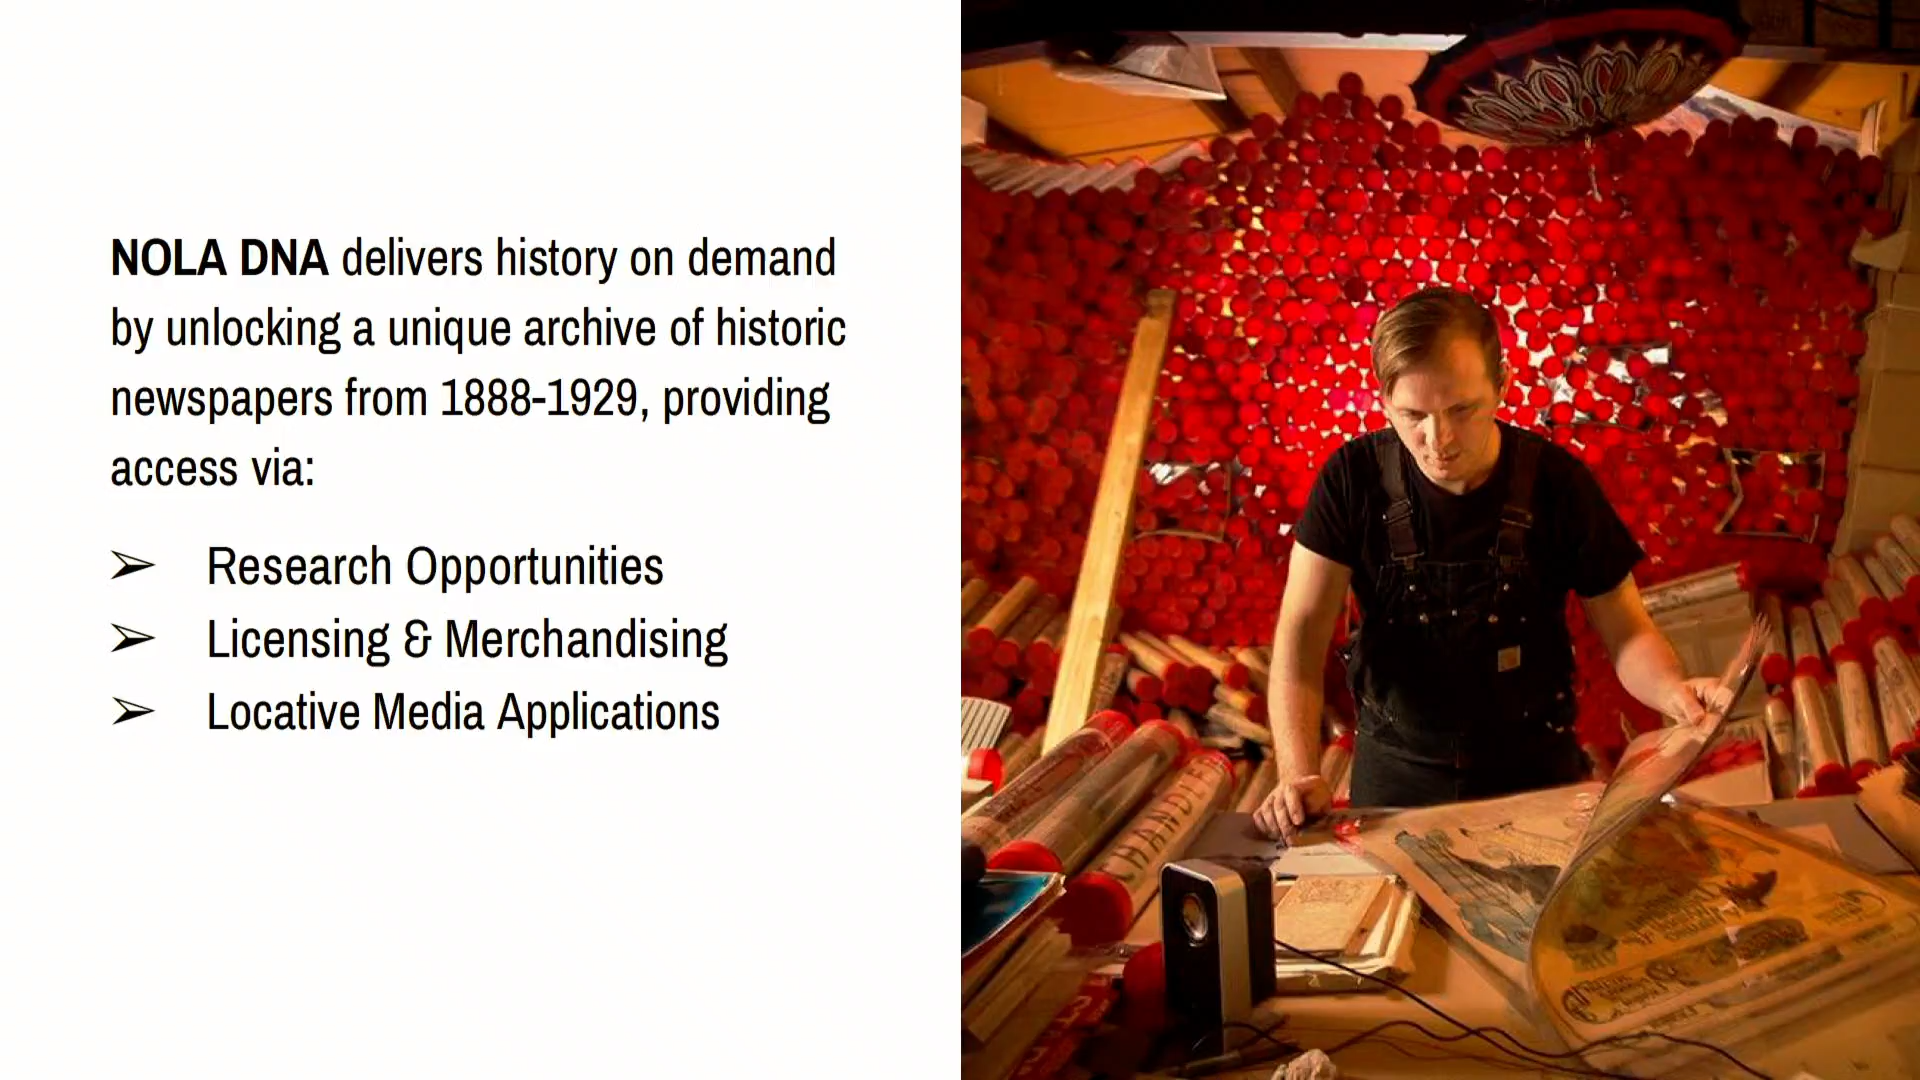 NOLA DNA delivers history on demand
by unlocking a unique archive of historic
newspapers from 1888-1929, providing
access via:
➢ Research Opportunities
➢ Licensing & Merchandising
➢ Locative Media Applications
CHANDLER